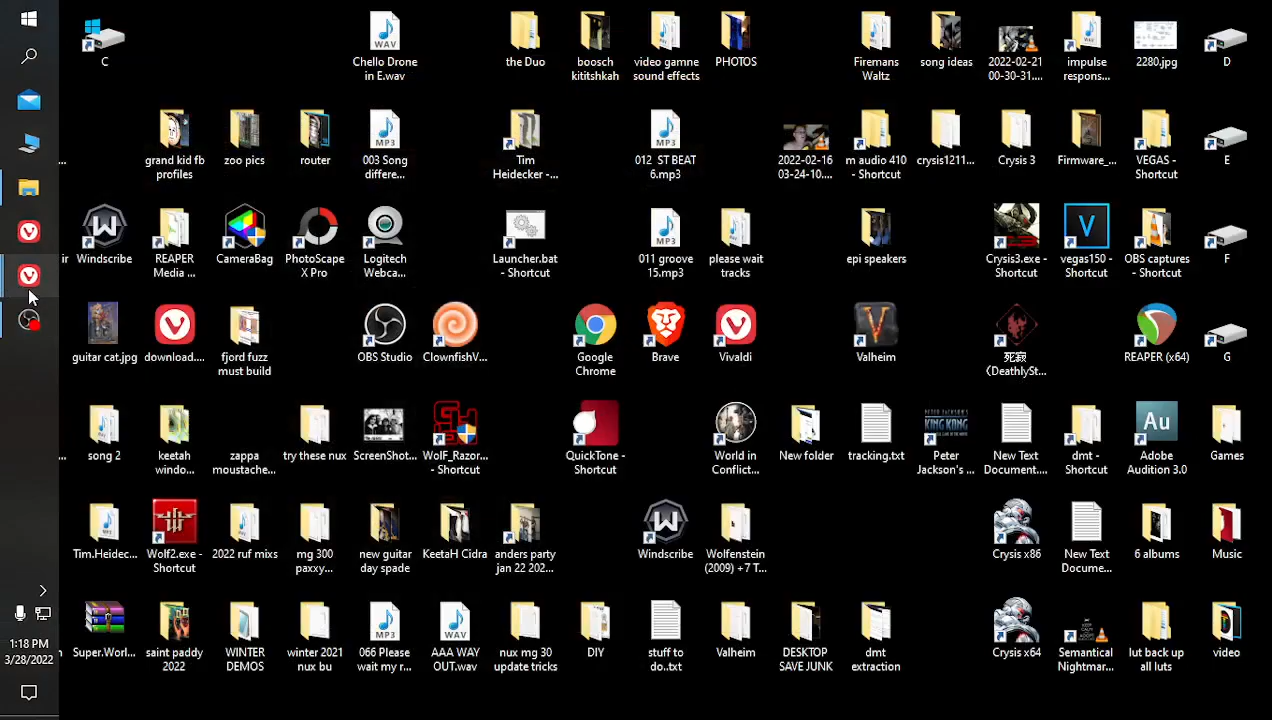 C
Chello Drone
in E.wav
the Duo
boosch
kititshkah
video gamne
sound effects
PHOTOS
Firemans
Waltz
song ideas
2022-02-21
00-30-31....
impulse
respons...
2280.jpg
D
...
grand kid fb
profiles
zoo pics
router
003 Song
differe...
Tim
Heidecker -...
012 ST BEAT
6.mp3
2022-02-16
03-24-10....
m audio 410
- Shortcut
crysis1211...
Crysis 3
Firmware_...
VEGAS -
Shortcut
E
ir
Windscribe
REAPER
Media ...
CameraBag
PhotoScape
X Pro
Logitech
Webca...
Launcher.bat
- Shortcut
011 groove
15.mp3
please wait
tracks
epi speakers
Crysis3.exe -
Shortcut
vegas150 -
Shortcut
OBS captures
- Shortcut
F
guitar cat.jpg
download....
fjord fuzz
must build
OBS Studio
ClownfishV...
Google
Chrome
Brave
Vivaldi
Valheim
死寂
(DeathlySt...
REAPER (x64)
G
...
song 2
keetah
windo...
zappa
moustache...
try these nux
ScreenShot...
WolF_Razor...
- Shortcut
QuickTone -
Shortcut
World in
Conflict...
New folder
tracking.txt
Peter
Jackson's ...
New Text
Document....
dmt -
Shortcut
Adobe
Audition 3.0
Games
Tim.Heidec...
Wolf2.exe -
Shortcut
2022 ruf mixs
mg 300
paxxy...
new guitar
day spade
KeetaH Cidra
anders party
jan 22 202...
Windscribe
Wolfenstein
(2009) +7 T...
Crysis x86
New Text
Docume...
6 albums
Music
Super.Worl...
saint paddy
2022
WINTER
DEMOS
winter 2021
nux bu
066 Please
wait my r...
AAA WAY
OUT.wav
nux mg 30
update tricks
DIY
stuff to
do..txt
Valheim
DESKTOP
SAVE JUNK
dmt
extraction
Crysis x64
Semantical
Nightmar...
lut back up
all luts
video
1:18 PM
3/28/2022